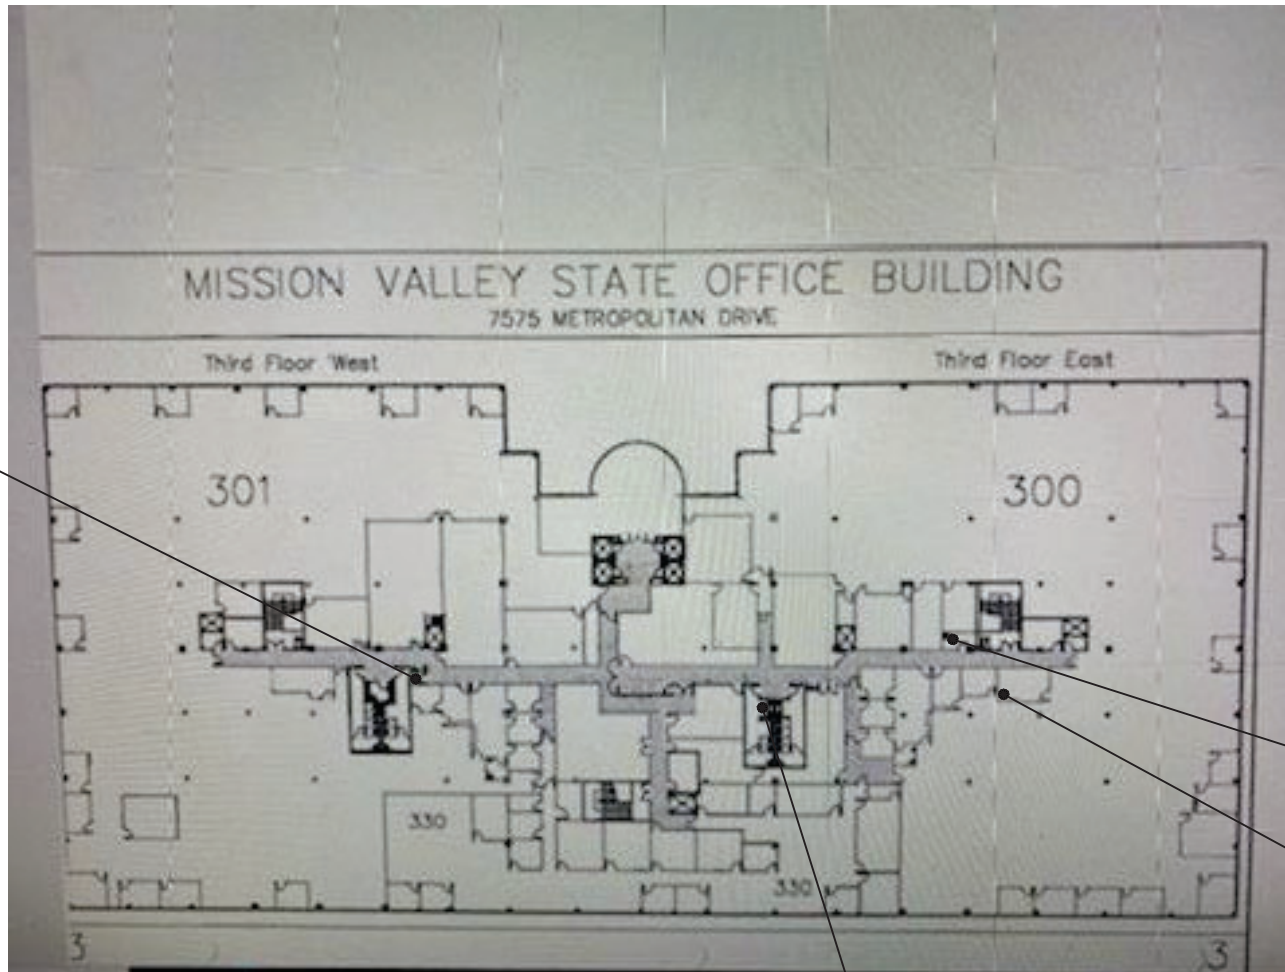 MISSION VALLEY STATE OFFICE BUILDING
7575 METROPOLITAN DRIVE
Third Floor West
Third Floor East
301
300
330
330
3
3